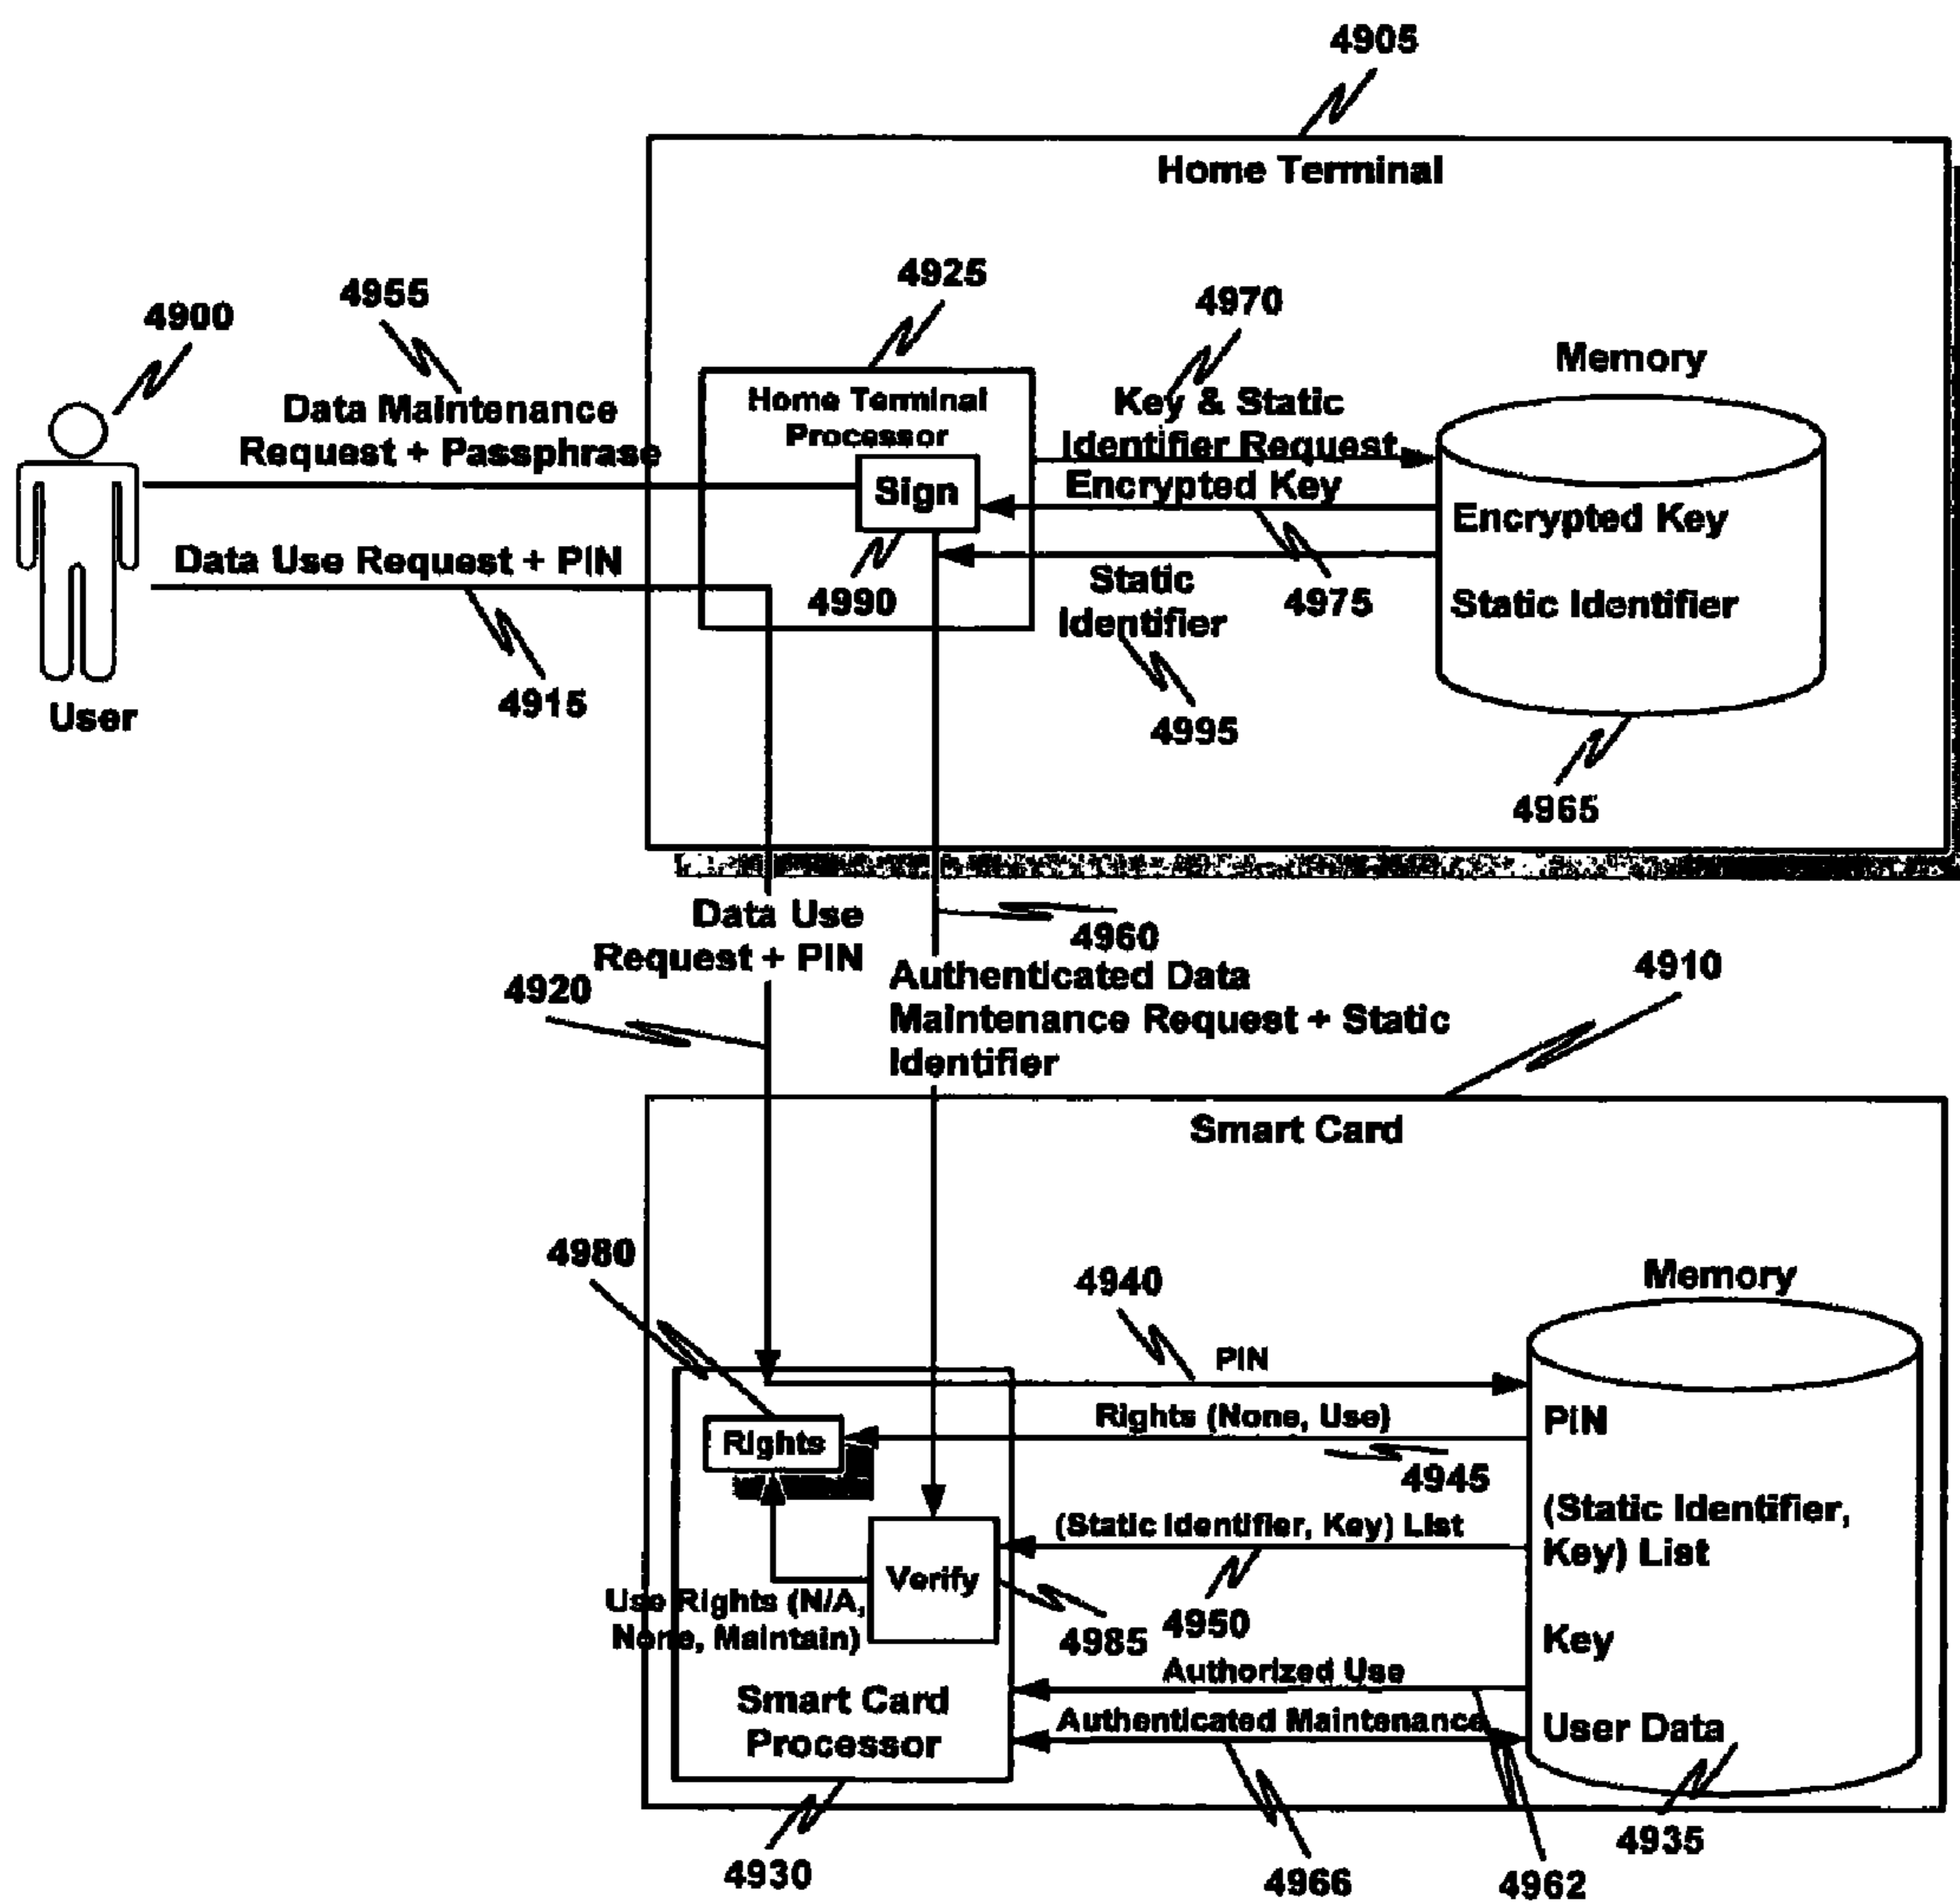 4905
Home Terminal
4925
4970
4955
4900
Memory
Home Terminal
Processor
Key & Static
Identifier Request
Data Maintenance
Request + Passphrase
Sign
Encrypted Key
Encrypted Key
Data Use Request + PIN
4990
Static
Identifier
4975
Static Identifier
4915
4995
User
4965
Data Use
Request + PIN
4960
4920
Authenticated Data
Maintenance Request + Static
Identifier
4910
Smart Card
4980
4940
Memory
PIN
Rights (None, Use)
PIN
Rights
4945
(Static Identifier, Key) List
(Static Identifier,
Key) List
Verify
Use Rights (N/A,
None, Maintain)
4985
4950
Key
Authorized Use
Smart Card
Processor
Authenticated Maintenance
User Data
4930
4966
4962
4935